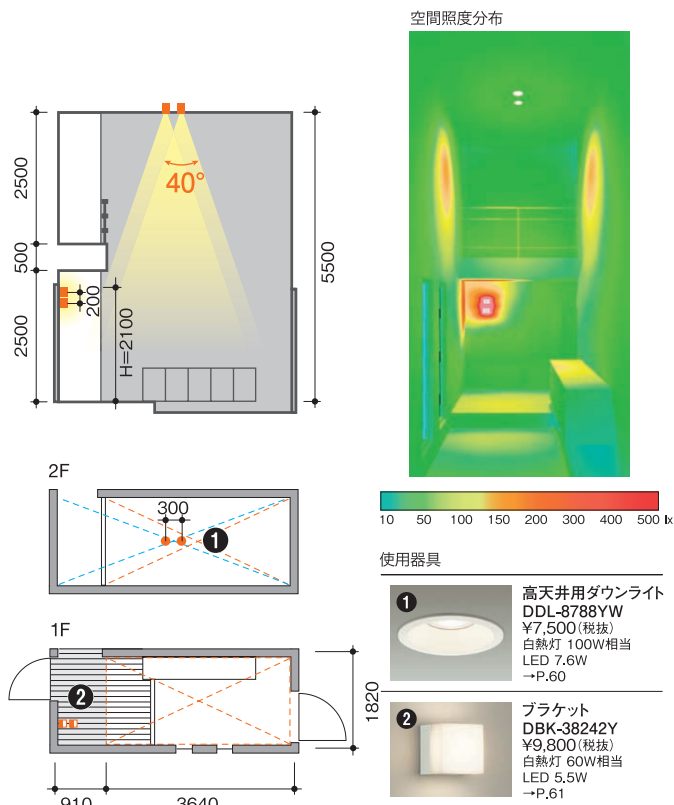 空間照度分布
40°
2500
500
2500
200
H=2100
5500
10 50 100 150 200 300 400 500 lx
2F
300
1
使用器具
1
高天井用ダウンライト
DDL-8788YW
¥7,500(税抜)
白熱灯 100W相当
LED 7.6W
→P.60
1F
2
1820
910 3640
2
ブラケット
DBK-38242Y
¥9,800(税抜)
白熱灯 60W相当
LED 5.5W
→P.61